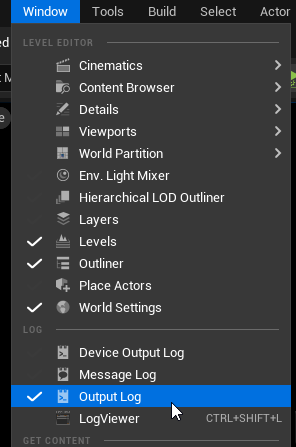 Window Tools Build Select Actor
LEVEL EDITOR
Cinematics
Content Browser
Details
Viewports
World Partition
Env. Light Mixer
Hierarchical LOD Outliner
Layers
Levels
Outliner
Place Actors
World Settings
LOG
Device Output Log
Message Log
Output Log
LogViewer CTRL+SHIFT+L
GET CONTENT